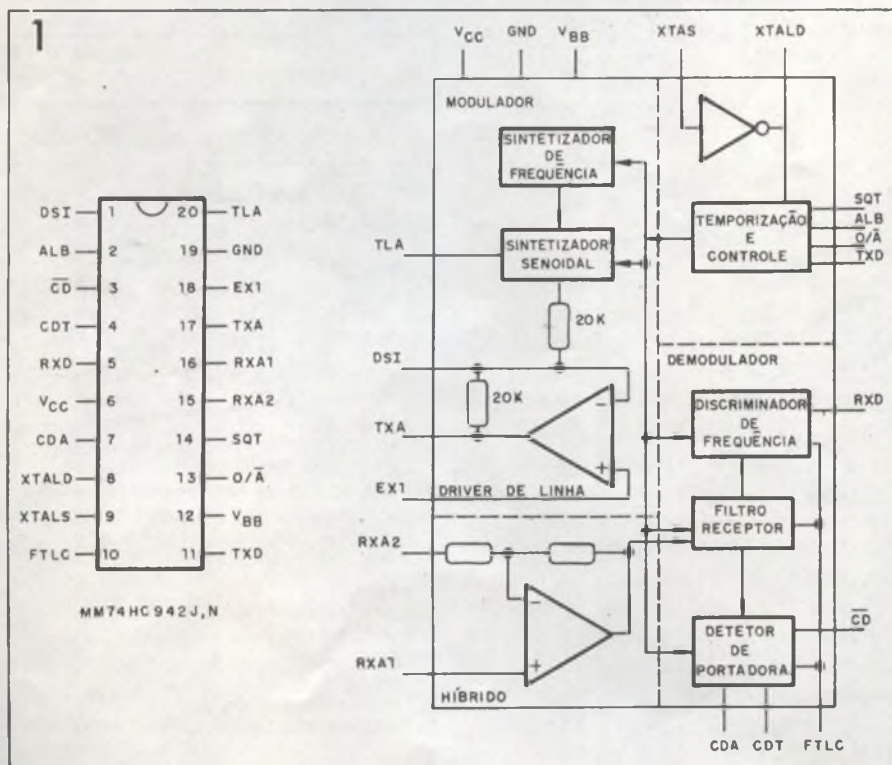 1
DSI 1 20 TLA
ALB 2 19 GND
C̅D̅ 3 18 EX1
CDT 4 17 TXA
RXD 5 16 RXA1
VCC 6 15 RXA2
CDA 7 14 SQT
XTALD 8 13 O/A̅
XTALS 9 12 VBB
FTLC 10 11 TXD
MM74HC942J,N
VCC GND VBB XTAS XTALD
MODULADOR
SINTETIZADOR
DE
FREQUÊNCIA
TLA
SINTETIZADOR
SENOIDAL
20K
DSI
20K
TXA
EX1
DRIVER DE LINHA
RXA2
RXA1
HÍBRIDO
TEMPORIZAÇÃO
E
CONTROLE
SQT
ALB
O/A̅
TXD
DEMODULADOR
DISCRIMINADOR
DE
FREQUÊNCIA
RXD
FILTRO
RECEPTOR
DETETOR
DE
PORTADORA
C̅D̅
CDA CDT FTLC